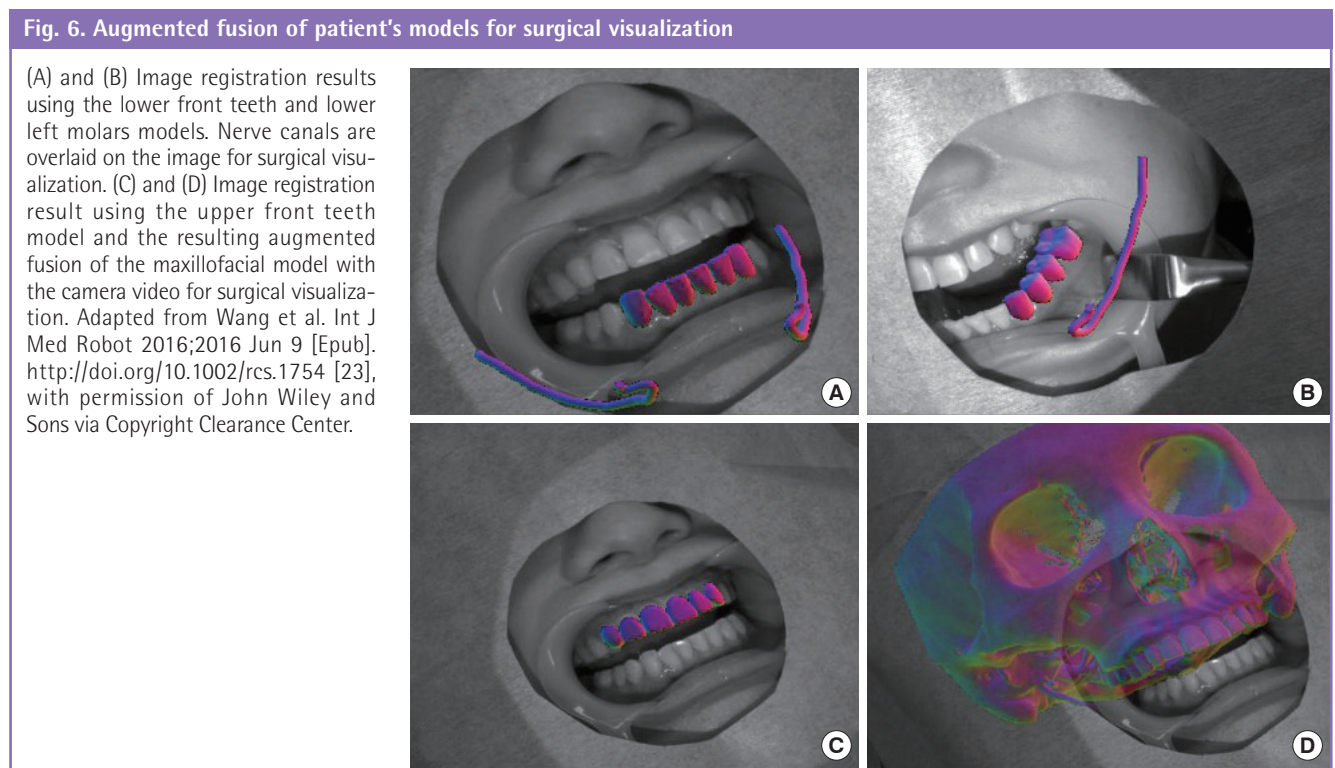 Fig. 6. Augmented fusion of patient's models for surgical visualization
(A) and (B) Image registration results
using the lower front teeth and lower
left molars models. Nerve canals are
overlaid on the image for surgical visu-
alization. (C) and (D) Image registration
result using the upper front teeth
model and the resulting augmented
fusion of the maxillofacial model with
the camera video for surgical visualiza-
tion. Adapted from Wang et al. Int J
Med Robot 2016;2016 Jun 9 [Epub].
http://doi.org/10.1002/rcs.1754 [23],
with permission of John Wiley and
Sons via Copyright Clearance Center.
A
B
C
D